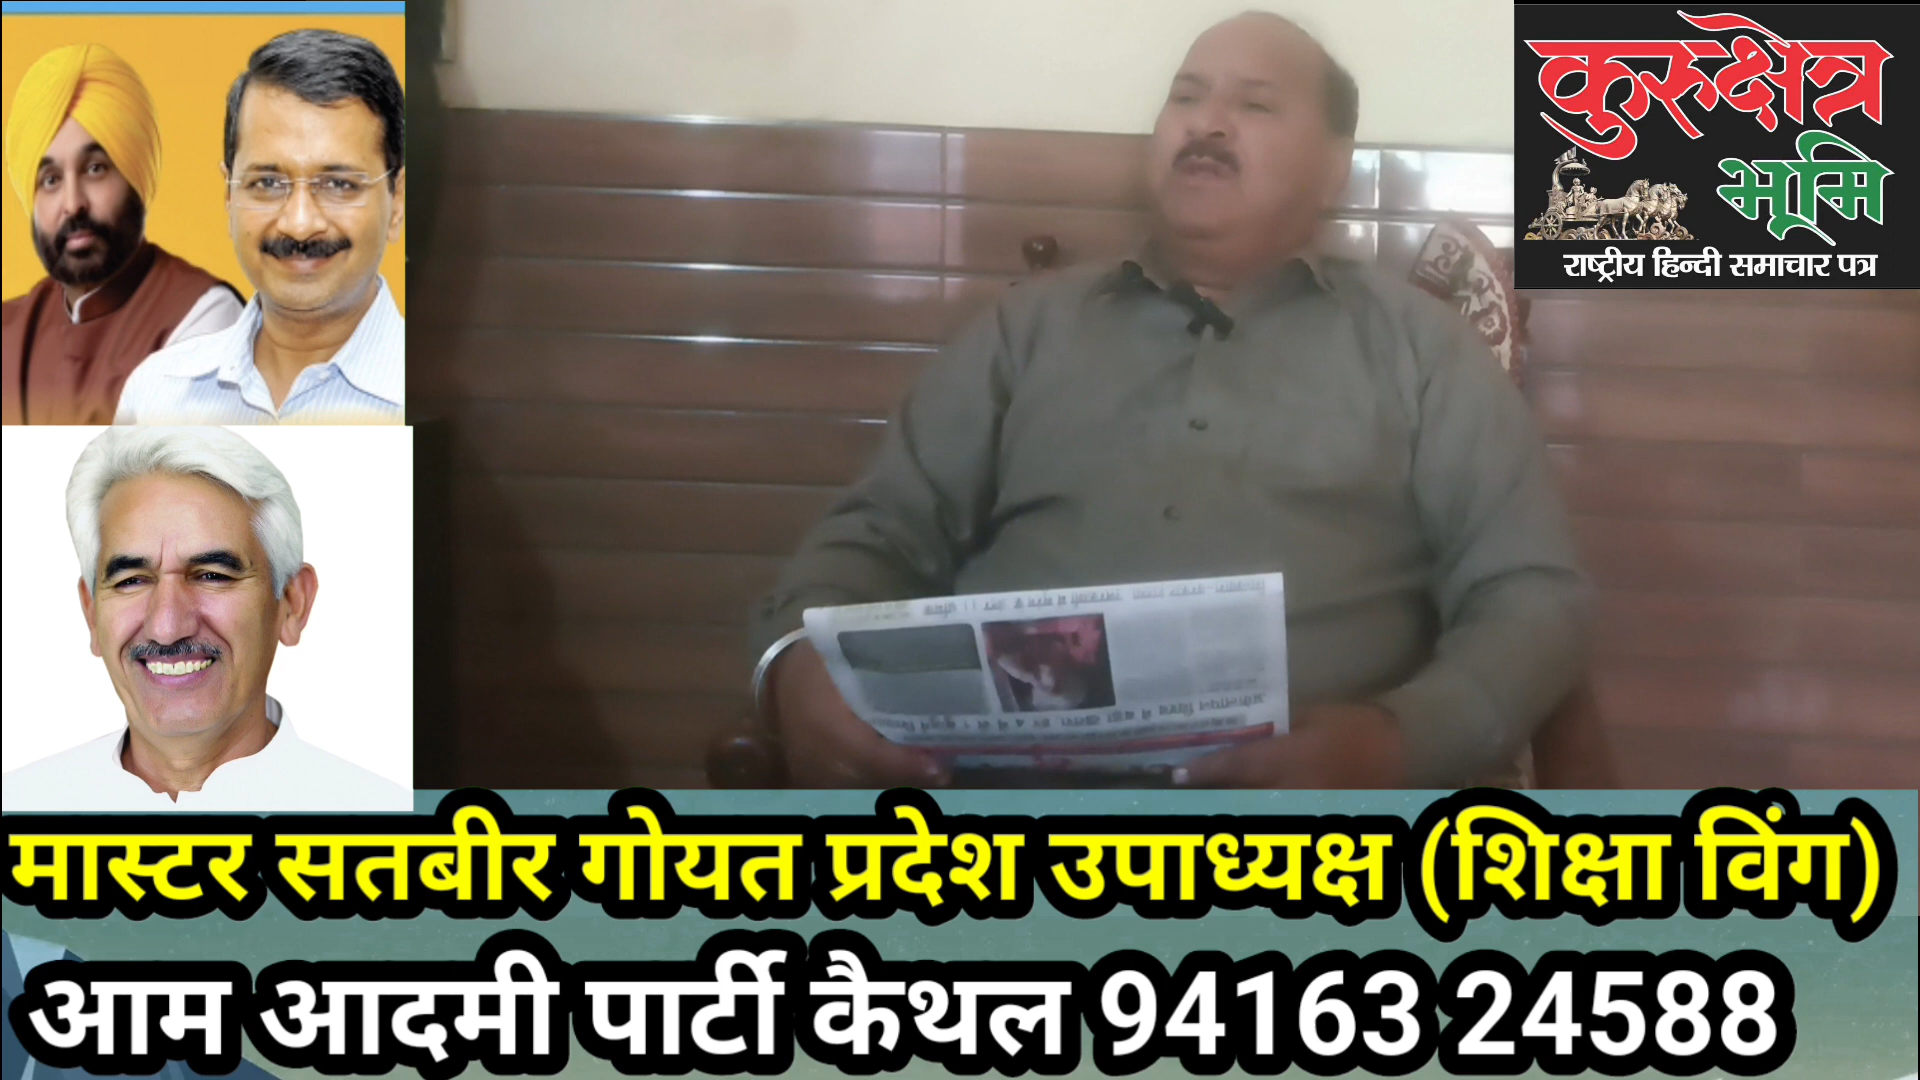 कुरुक्षेत्र
भूमि
राष्ट्रीय हिन्दी समाचार पत्र
मास्टर सतबीर गोयत प्रदेश उपाध्यक्ष (शिक्षा विंग)
आम आदमी पार्टी कैथल 94163 24588